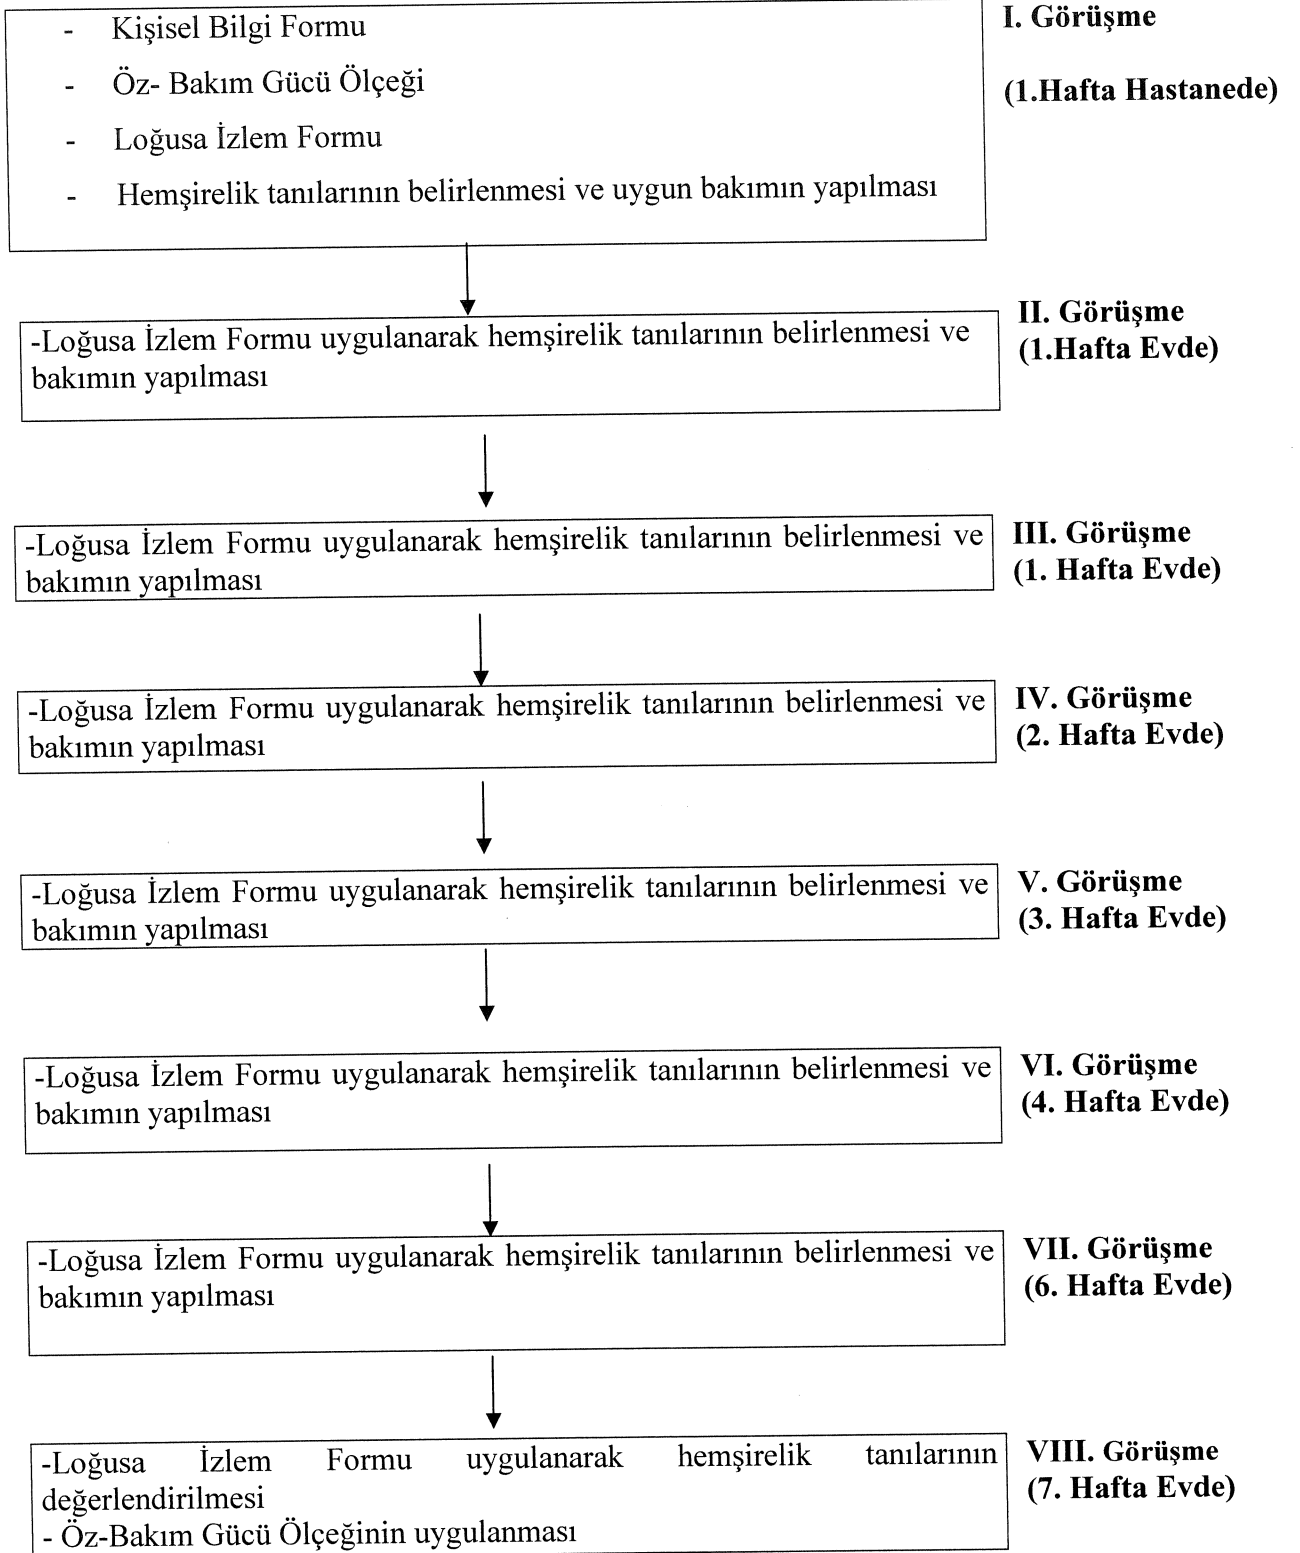 - Kişisel Bilgi Formu
- Öz- Bakım Gücü Ölçeği
- Loğusa İzlem Formu
- Hemşirelik tanılarının belirlenmesi ve uygun bakımın yapılması
I. Görüşme
(1.Hafta Hastanede)
-Loğusa İzlem Formu uygulanarak hemşirelik tanılarının belirlenmesi ve
bakımın yapılması
II. Görüşme
(1.Hafta Evde)
-Loğusa İzlem Formu uygulanarak hemşirelik tanılarının belirlenmesi ve
bakımın yapılması
III. Görüşme
(1. Hafta Evde)
-Loğusa İzlem Formu uygulanarak hemşirelik tanılarının belirlenmesi ve
bakımın yapılması
IV. Görüşme
(2. Hafta Evde)
-Loğusa İzlem Formu uygulanarak hemşirelik tanılarının belirlenmesi ve
bakımın yapılması
V. Görüşme
(3. Hafta Evde)
-Loğusa İzlem Formu uygulanarak hemşirelik tanılarının belirlenmesi ve
bakımın yapılması
VI. Görüşme
(4. Hafta Evde)
-Loğusa İzlem Formu uygulanarak hemşirelik tanılarının belirlenmesi ve
bakımın yapılması
VII. Görüşme
(6. Hafta Evde)
-Loğusa İzlem Formu uygulanarak hemşirelik tanılarının
değerlendirilmesi
- Öz-Bakım Gücü Ölçeğinin uygulanması
VIII. Görüşme
(7. Hafta Evde)